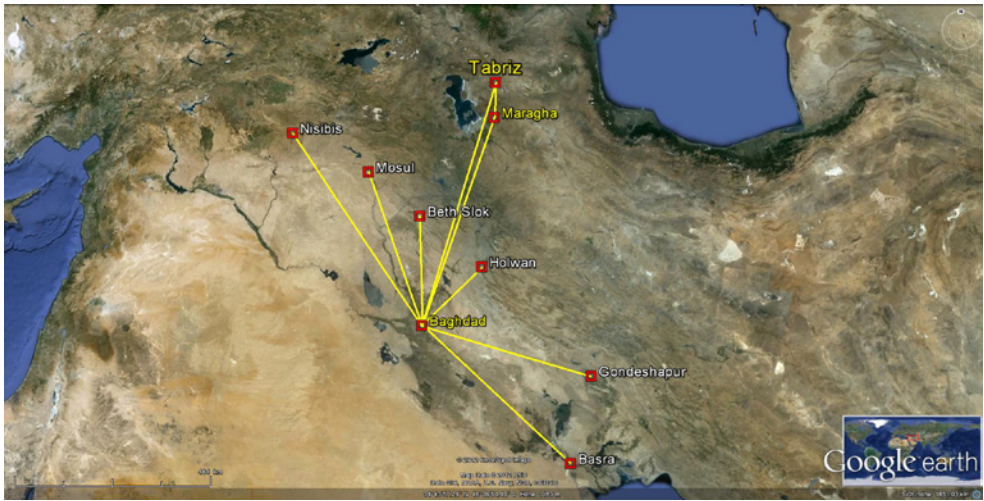 Tabriz
Maragha
Nisibis
Mosul
Beth Slok
Holwan
Baghdad
Gondeshapur
Basra
Google earth